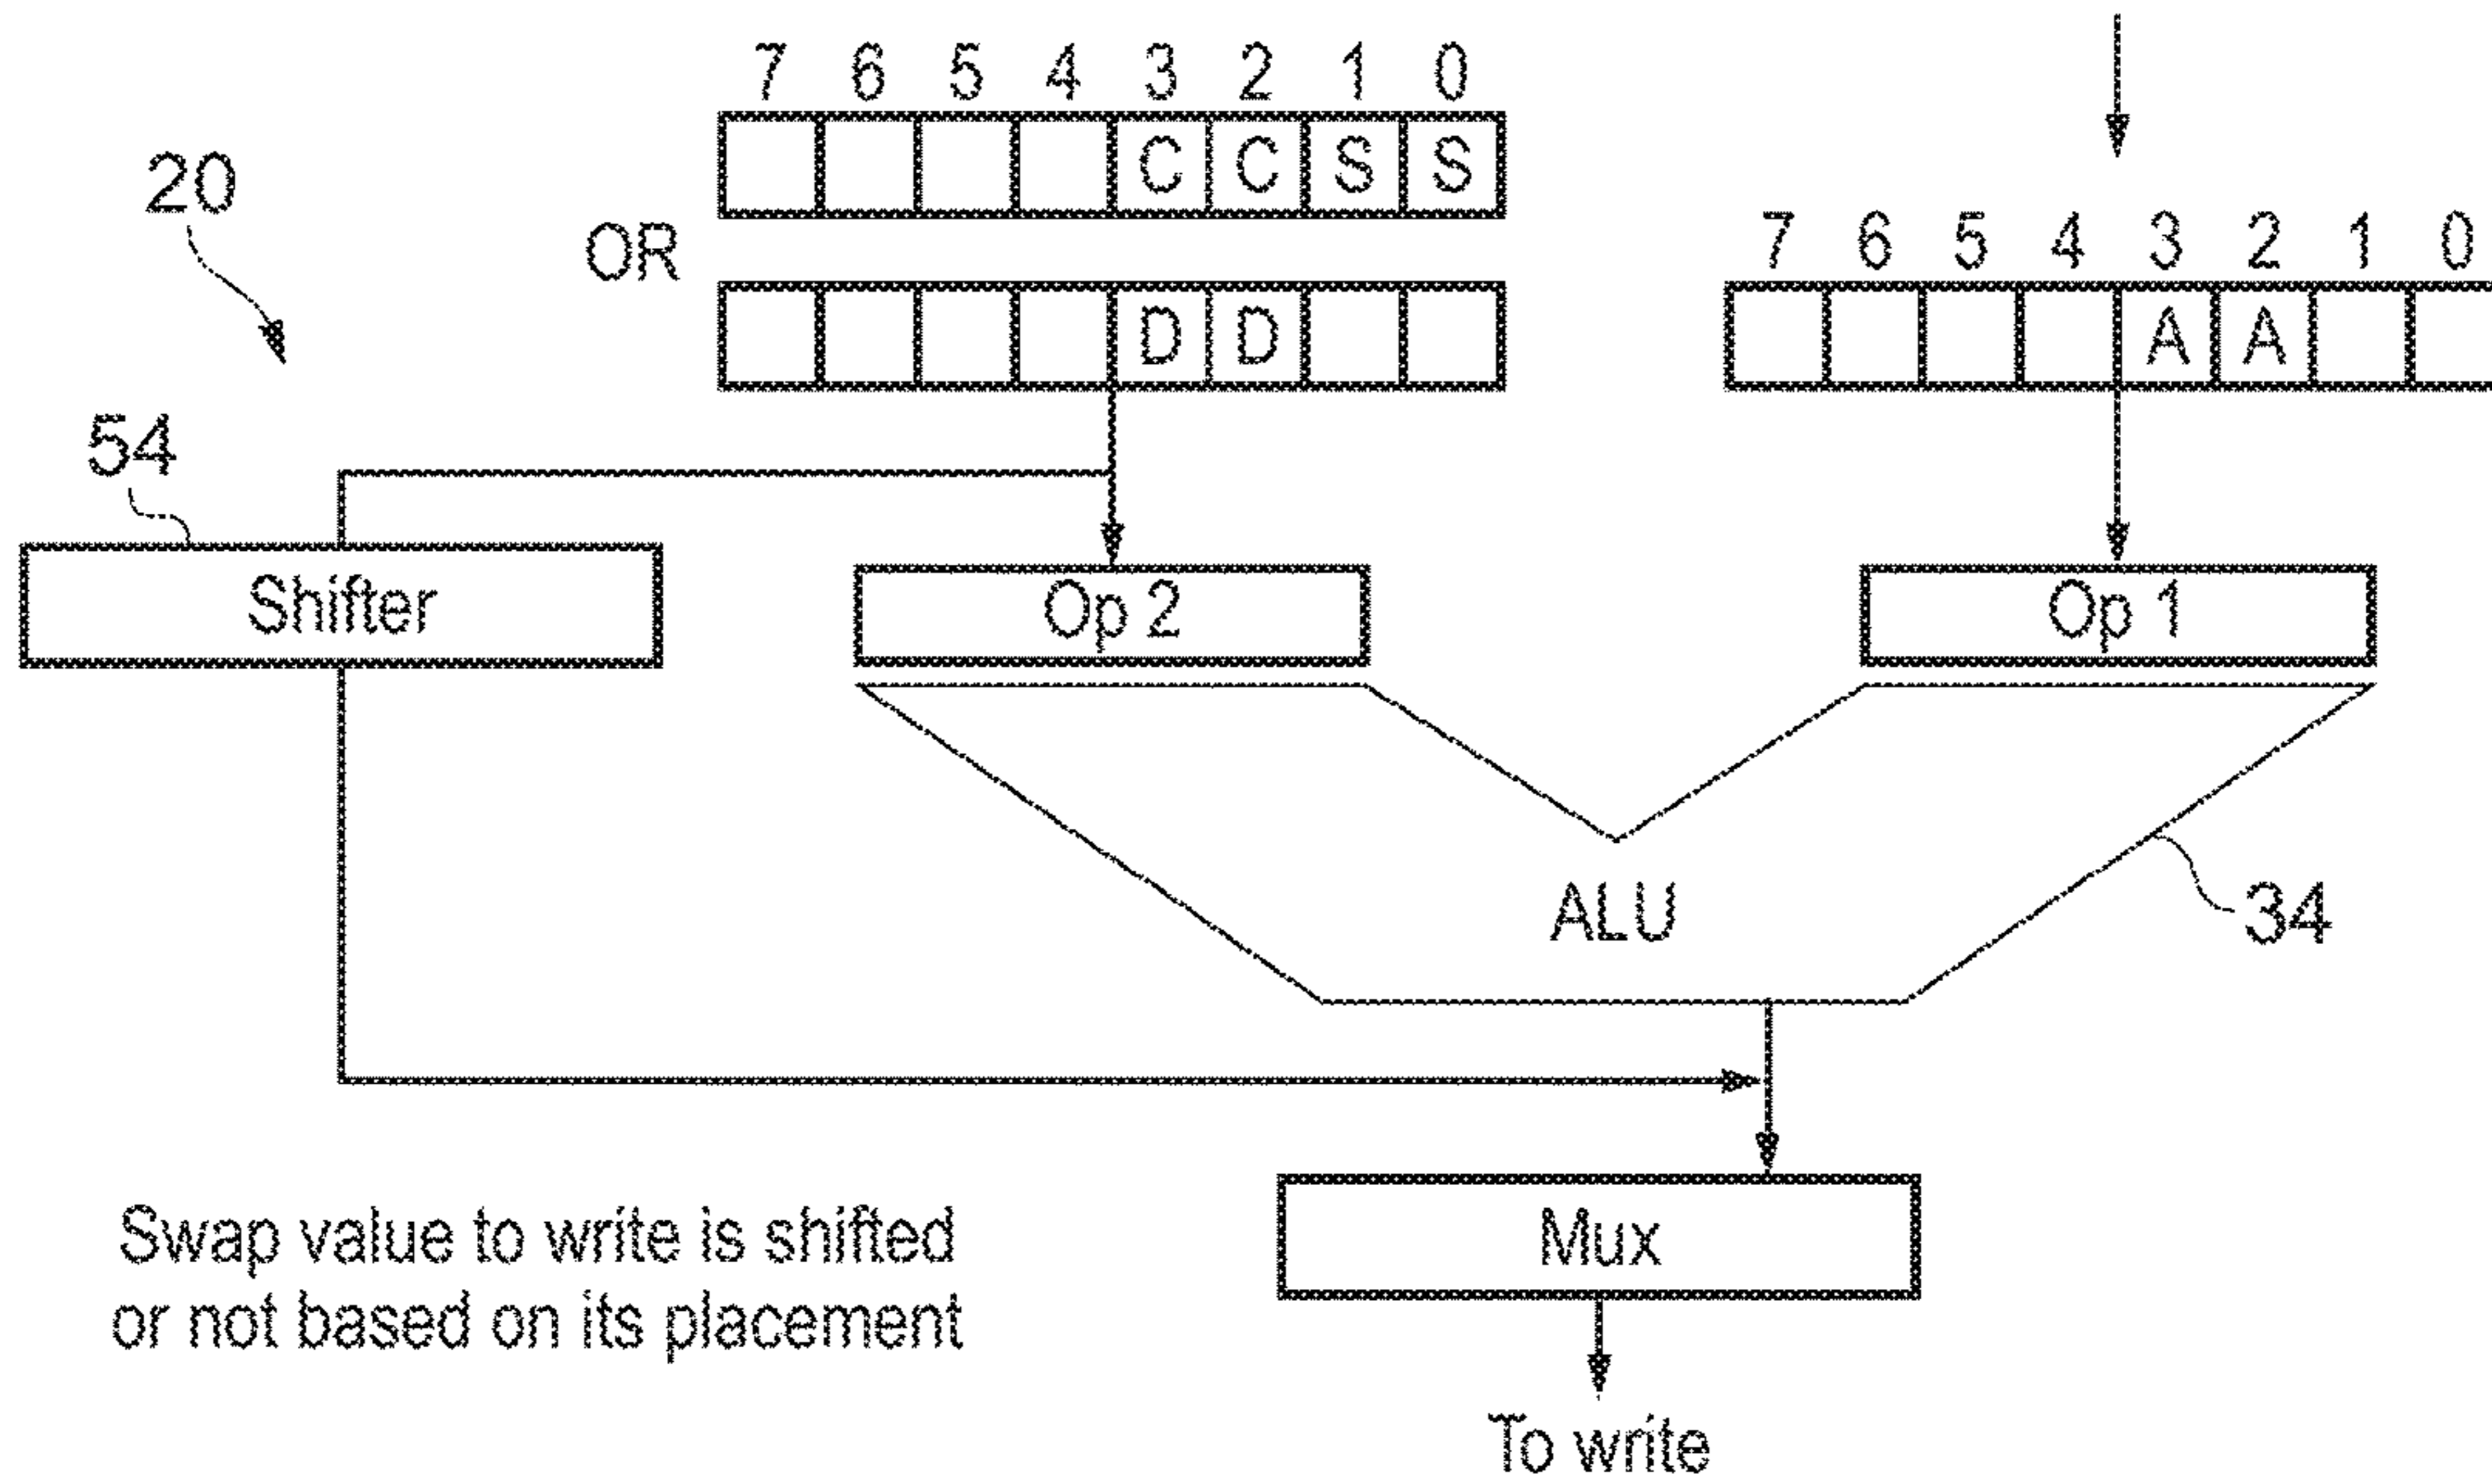 7 6 5 4 3 2 1 0
C C S S
20
OR
7 6 5 4 3 2 1 0
D D
A A
54
Shifter
Op 2
Op 1
ALU
34
Mux
Swap value to write is shifted
or not based on its placement
To write